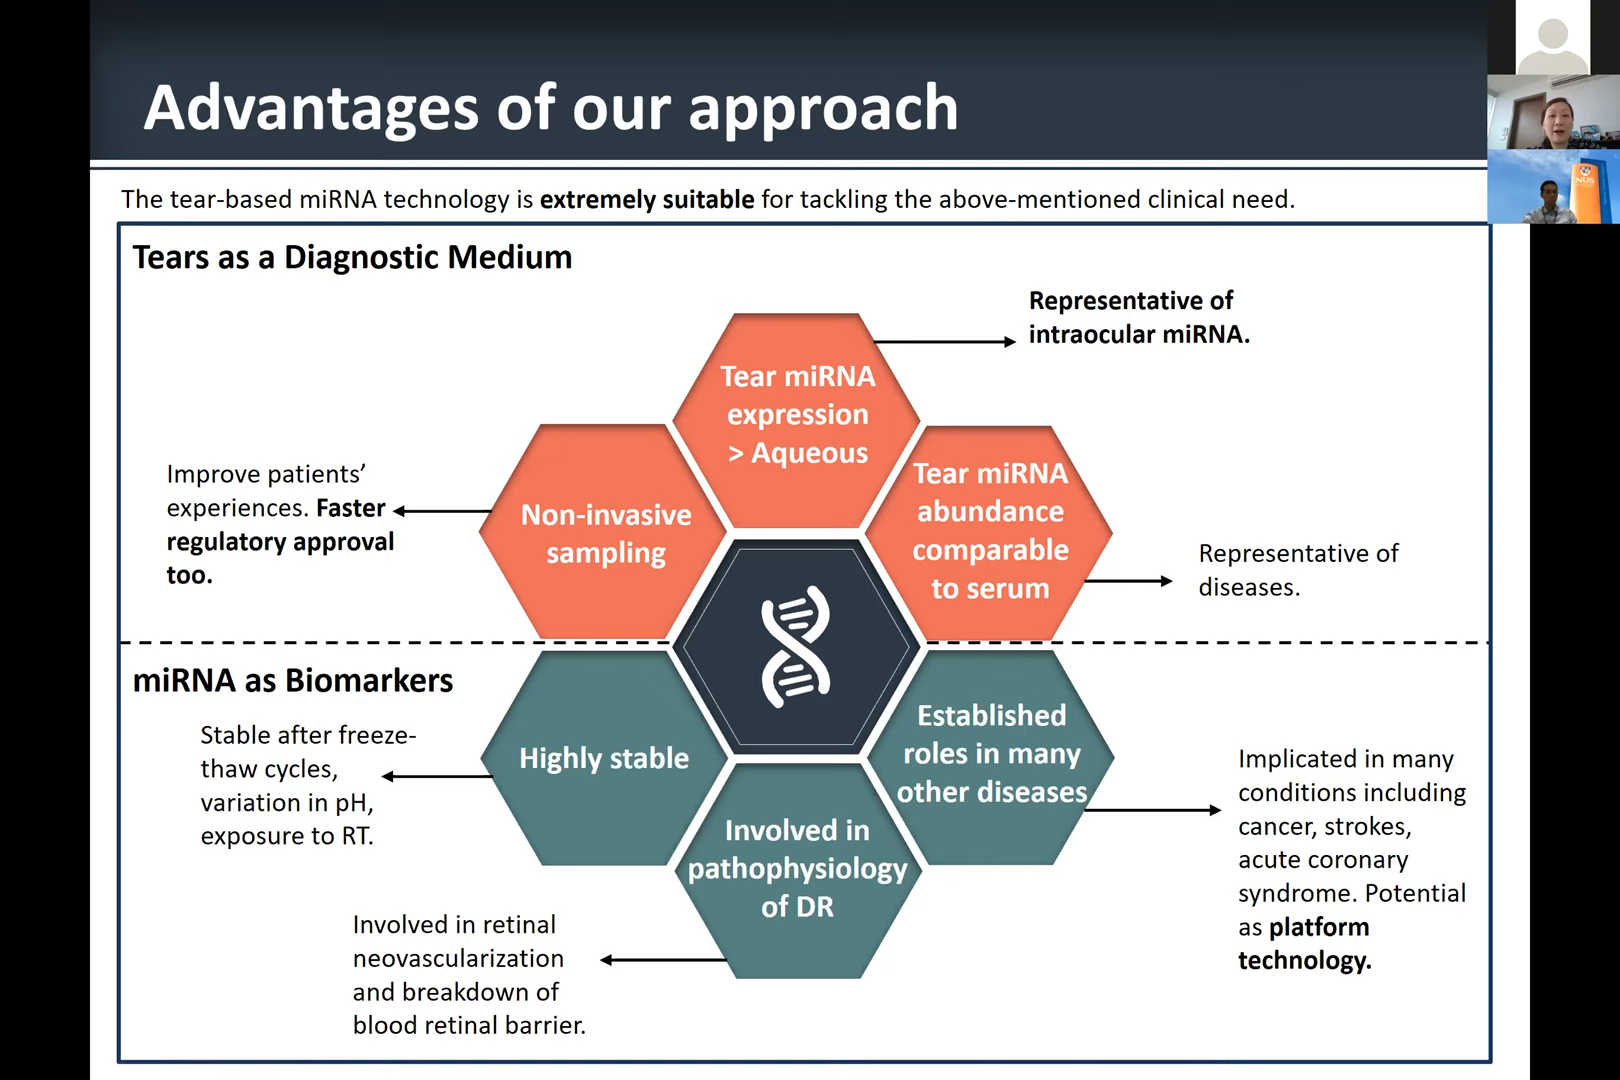 Advantages of our approach
NUS
The tear-based miRNA technology is extremely suitable for tackling the above-mentioned clinical need.
Tears as a Diagnostic Medium
Representative of
intraocular miRNA.
Tear miRNA
expression
> Aqueous
Improve patients’
experiences. Faster
regulatory approval
too.
Non-invasive
sampling
Tear miRNA
abundance
comparable
to serum
Representative of
diseases.
miRNA as Biomarkers
Stable after freeze-
thaw cycles,
variation in pH,
exposure to RT.
Highly stable
Established
roles in many
other diseases
Implicated in many
conditions including
cancer, strokes,
acute coronary
syndrome. Potential
as platform
technology.
Involved in
pathophysiology
of DR
Involved in retinal
neovascularization
and breakdown of
blood retinal barrier.